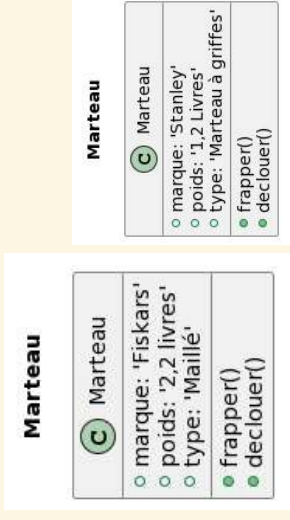 Marteau
C Marteau
marque: 'Fiskars'
poids: '2,2 livres'
type: 'Maillé'
frapper()
declouer()
Marteau
C Marteau
marque: 'Stanley'
poids: '1,2 Livres'
type: 'Marteau à griffes'
frapper()
declouer()